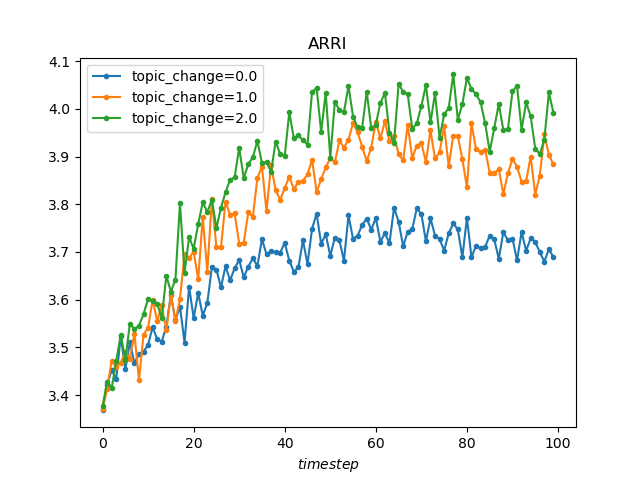 ARRI
4.1
4.0
3.9
3.8
3.7
3.6
3.5
3.4
topic_change=0.0
topic_change=1.0
topic_change=2.0
0 20 40 60 80 100
timestep